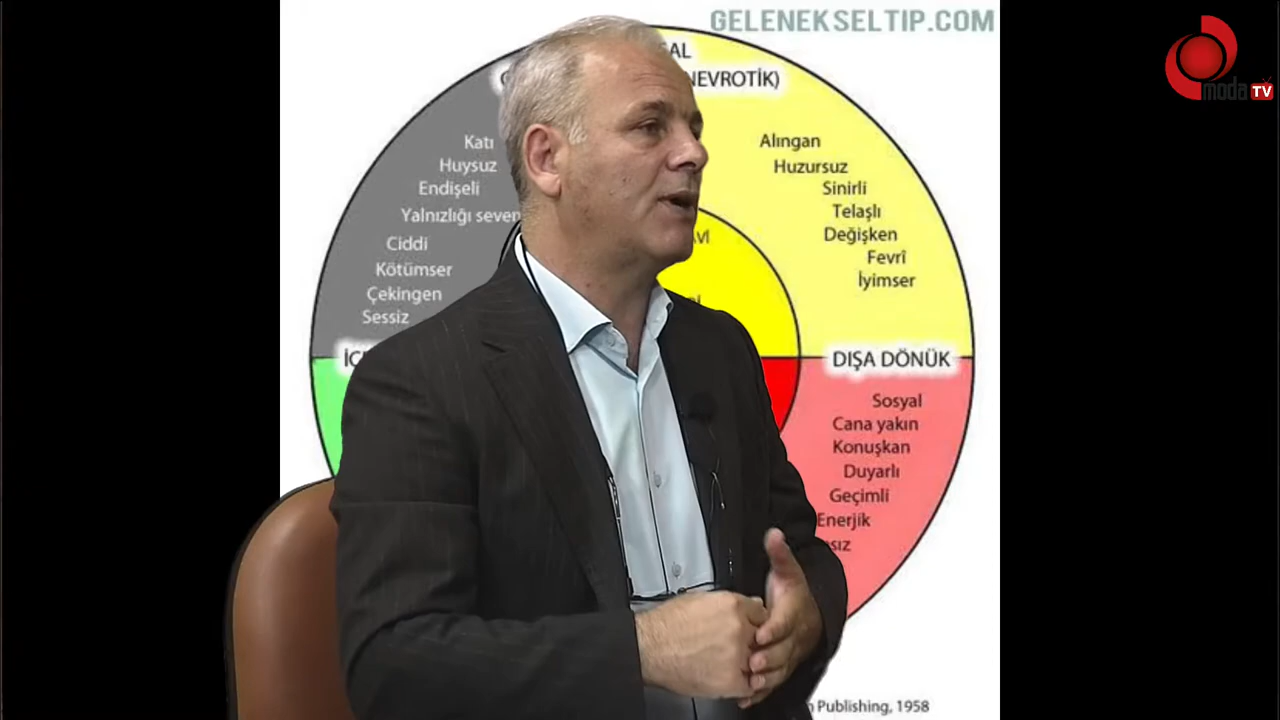 GELENEKSELTIP.COM
moda TV
NEVROTİK)
Katı
Huysuz
Endişeli
Yalnızlığı seven
Ciddi
Kötümser
Çekingen
Sessiz
Alıngan
Huzursuz
Sinirli
Telaşlı
Değişken
Fevrî
İyimser
DIŞA DÖNÜK
Sosyal
Cana yakın
Konuşkan
Duyarlı
Geçimli
Enerjik
Publishing, 1958